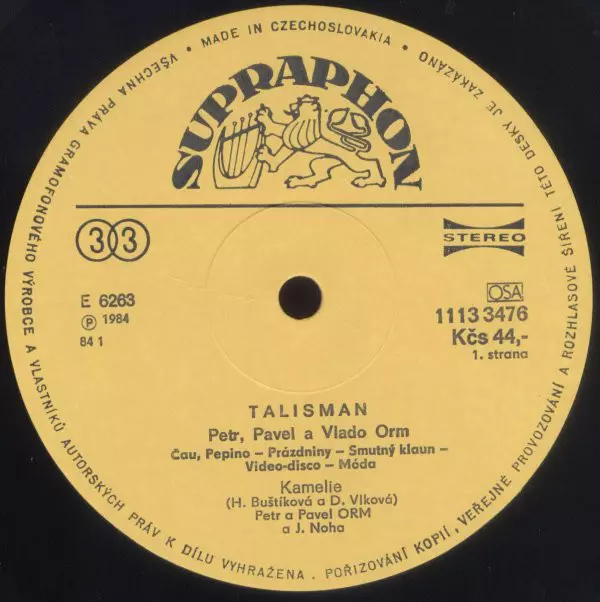 VŠECHNA PRÁVA GRAMOFONOVÉHO VÝROBCE A VLASTNÍKŮ AUTORSKÝCH PRÁV K DÍLU VYHRAŽENA . POŘIZOVÁNÍ KOPIÍ, VEŘEJNÉ PROVOZOVÁNÍ A ROZHLASOVÉ ŠÍŘENÍ TÉTO DESKY JE ZAKÁZÁNO
• MADE IN CZECHOSLOVAKIA •
SUPRAPHON
33
STEREO
E 6263
Ⓟ 1984
84 1
OSA
1113 3476
Kčs 44,-
1. strana
TALISMAN
Petr, Pavel a Vlado Orm
Čau, Pepino – Prázdniny – Smutný klaun –
Video-disco – Móda
Kamelie
(H. Buštíková a D. Vlková)
Petr a Pavel ORM
a J. Noha